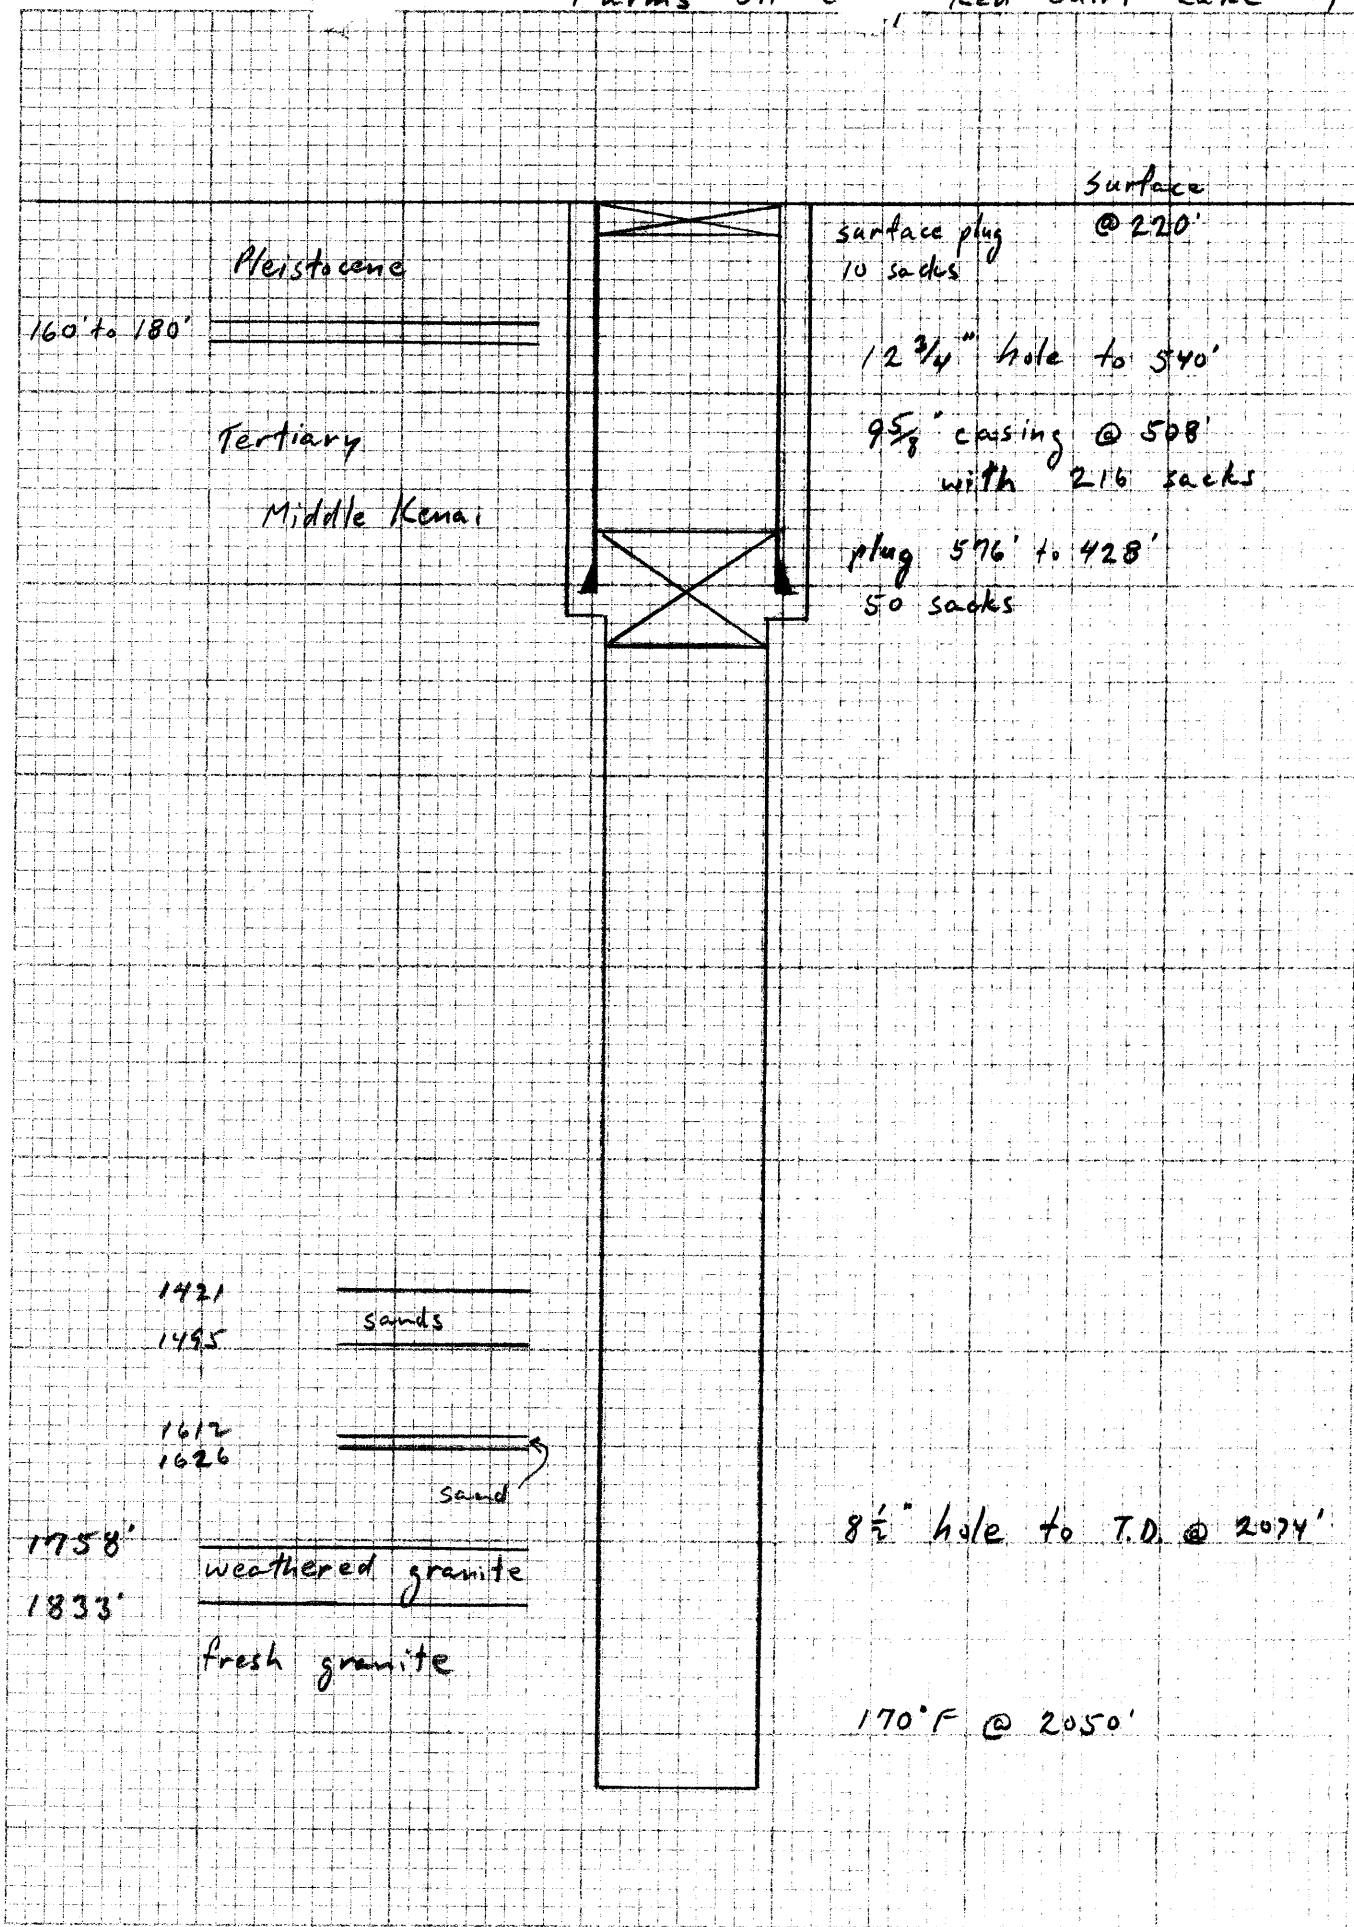 surface
@ 220'
surface plug
10 sacks
Pleistocene
160' to 180'
12 3/4" hole to 540'
Tertiary
9 5/8" casing @ 508'
with 216 sacks
Middle Kenai
plug 576' to 428'
50 sacks
1421
sands
1495
1612
1626
sand
8 1/2" hole to T.D. @ 2074'
1758'
weathered granite
1833'
fresh granite
170°F @ 2050'